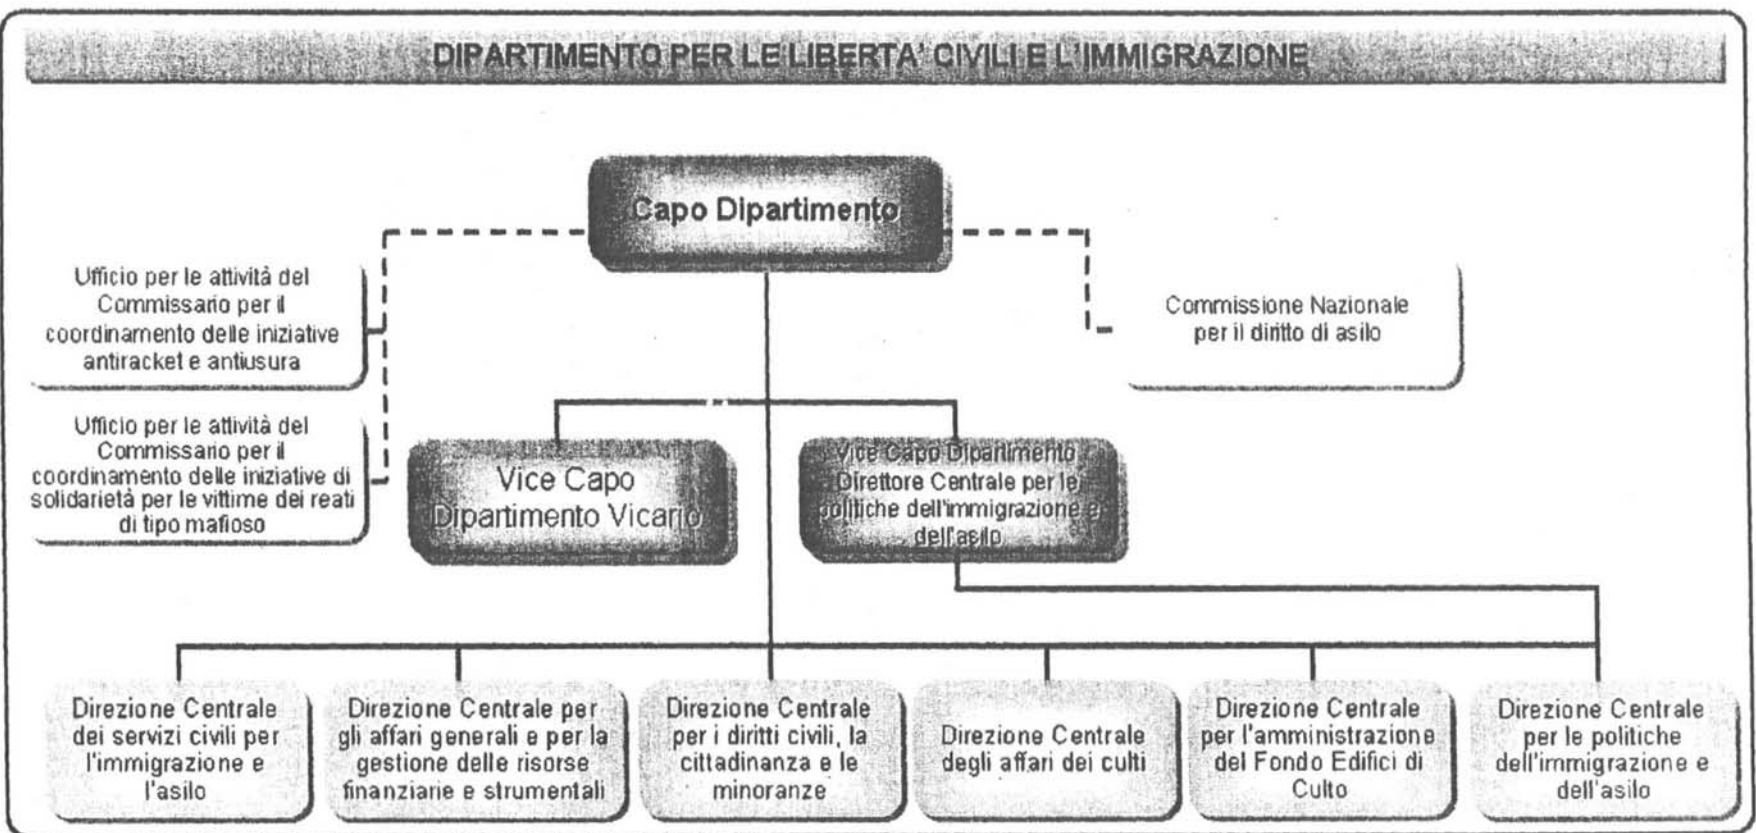 DIPARTIMENTO PER LE LIBERTA' CIVILI E L'IMMIGRAZIONE
Capo Dipartimento
Ufficio per le attività del
Commissario per il
coordinamento delle iniziative
antiracket e antiusura
Commissione Nazionale
per il diritto di asilo
Ufficio per le attività del
Commissario per il
coordinamento delle iniziative di
solidarietà per le vittime dei reati
di tipo mafioso
Vice Capo
Dipartimento Vicario
Vice Capo Dipartimento
Direttore Centrale per le
politiche dell'immigrazione e
dell'asilo
Direzione Centrale
dei servizi civili per
l'immigrazione e
l'asilo
Direzione Centrale per
gli affari generali e per la
gestione delle risorse
finanziarie e strumentali
Direzione Centrale
per i diritti civili, la
cittadinanza e le
minoranze
Direzione Centrale
degli affari dei culti
Direzione Centrale
per l'amministrazione
del Fondo Edifici di
Culto
Direzione Centrale
per le politiche
dell'immigrazione e
dell'asilo